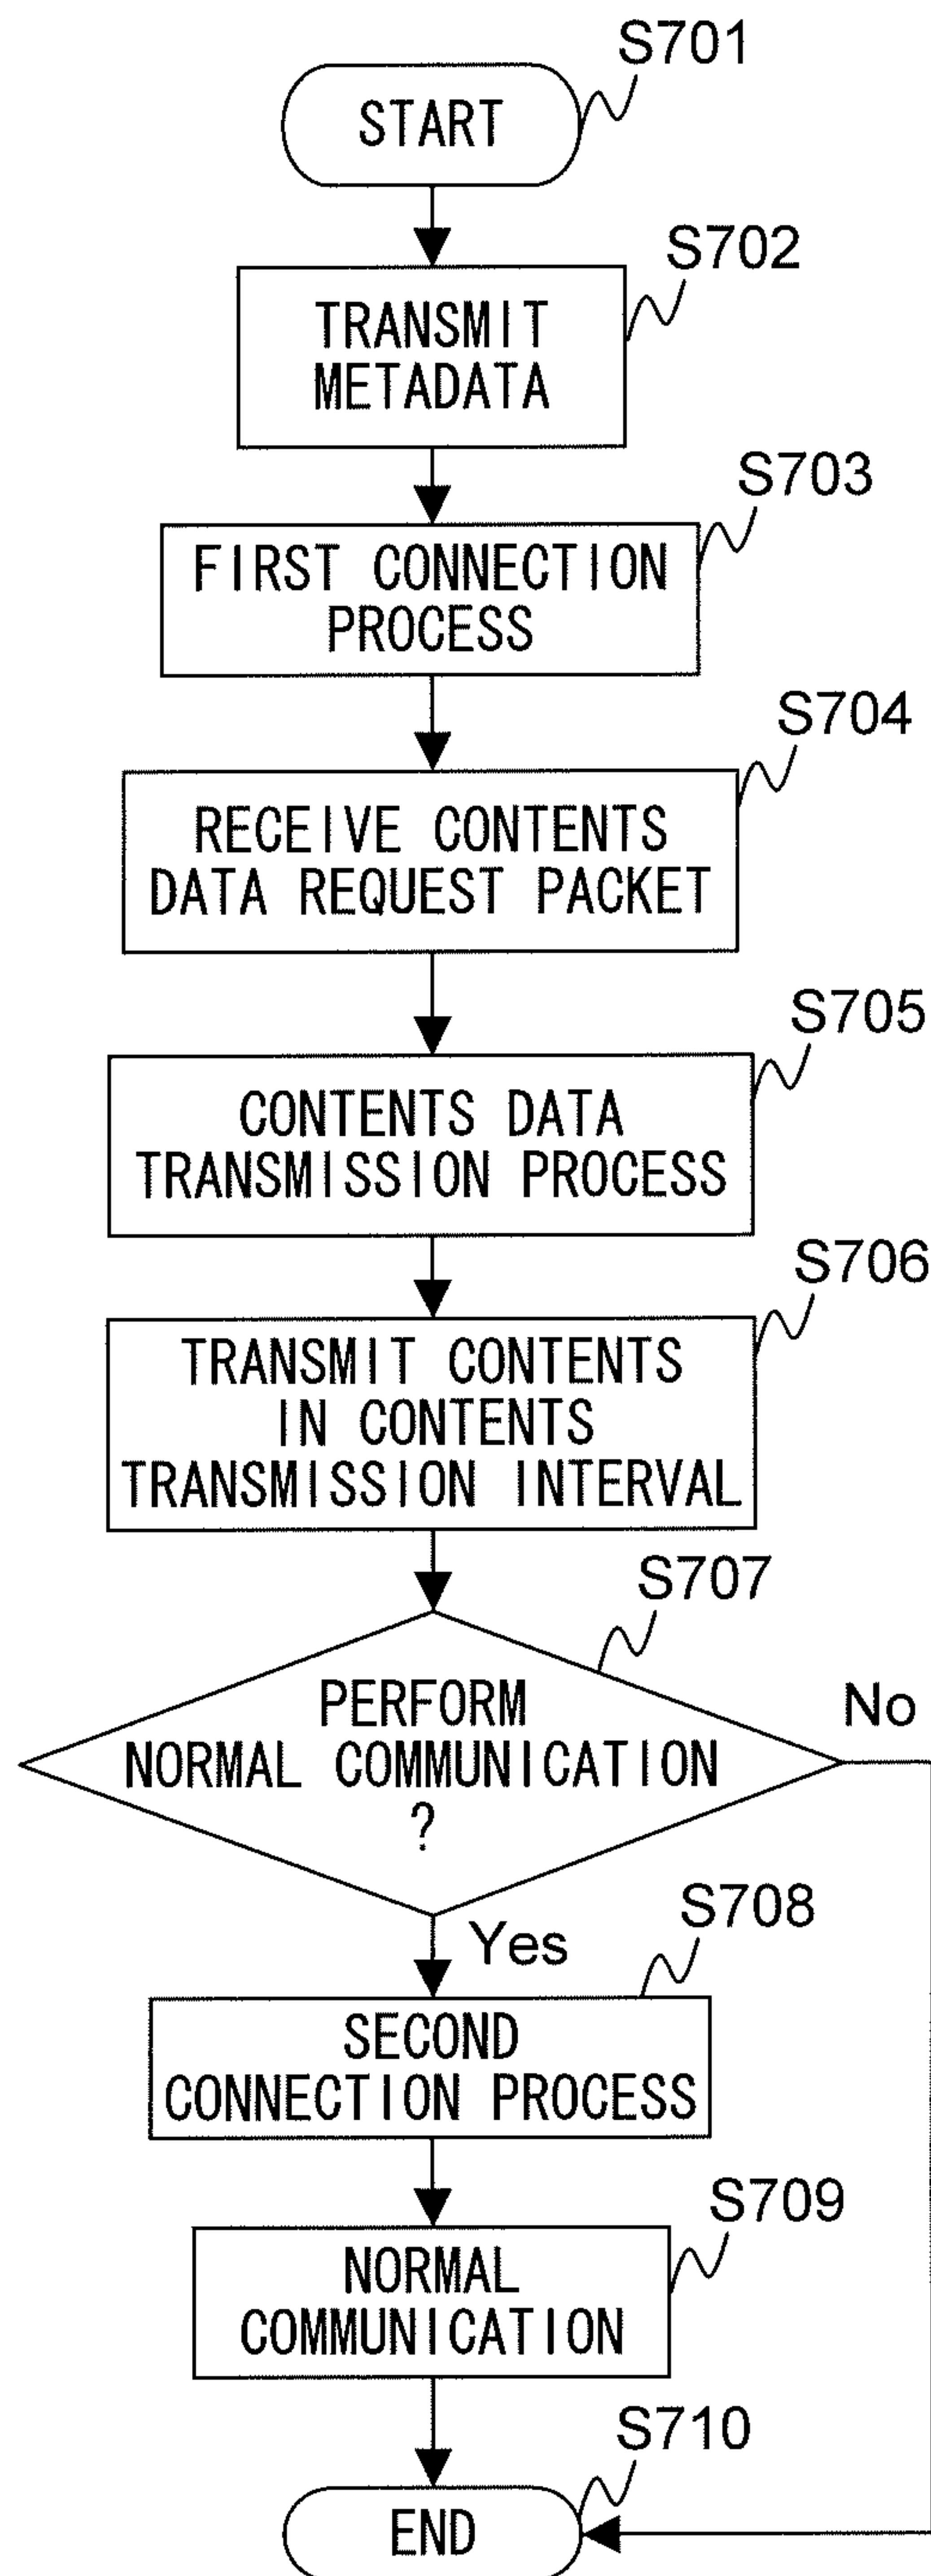 S701
START
S702
TRANSMIT
METADATA
S703
FIRST CONNECTION
PROCESS
S704
RECEIVE CONTENTS
DATA REQUEST PACKET
S705
CONTENTS DATA
TRANSMISSION PROCESS
S706
TRANSMIT CONTENTS
IN CONTENTS
TRANSMISSION INTERVAL
S707
PERFORM
NORMAL COMMUNICATION
?
No
Yes
S708
SECOND
CONNECTION PROCESS
S709
NORMAL
COMMUNICATION
S710
END